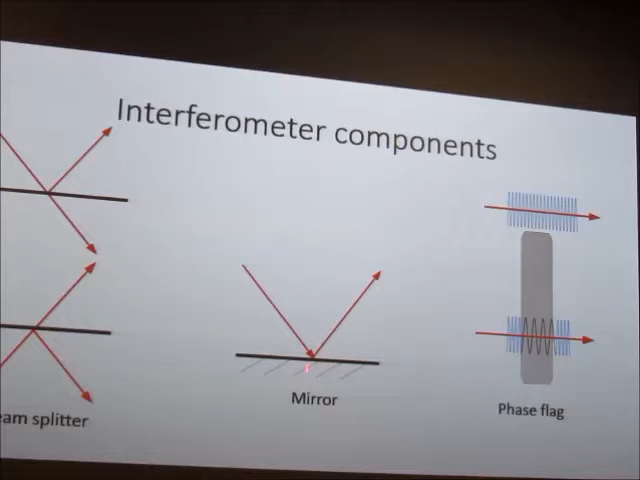 Interferometer components
eam splitter
Mirror
Phase flag